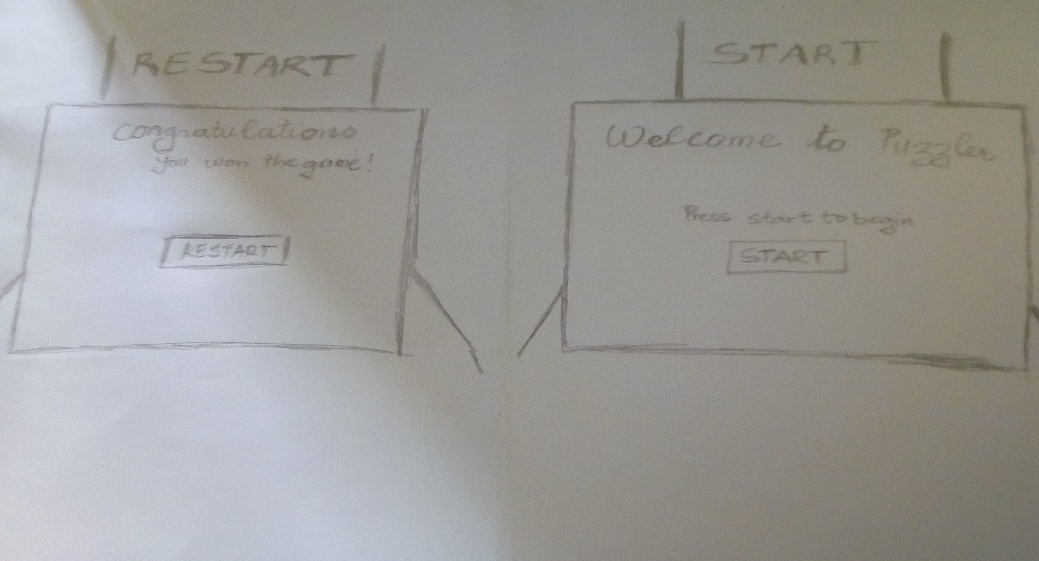 RESTART
Congratulations
you won the game!
RESTART
START
Welcome to Puzzler
Press start to begin
START